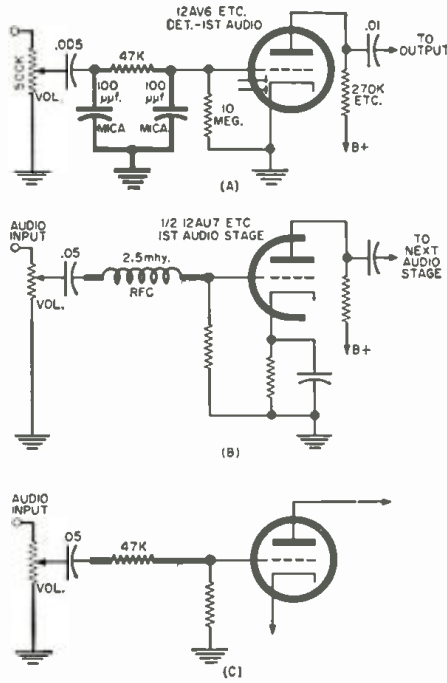 12AV6 ETC.
DET.-1ST AUDIO
.005
47K
.01
TO
OUTPUT
500K
VOL.
100
μμf.
MICA
100
μμf.
MICA.
10
MEG.
270K
ETC.
B+
(A)
AUDIO
INPUT
1/2 12AU7 ETC
1ST AUDIO STAGE
.05
2.5mhy.
RFC
VOL.
TO
NEXT
AUDIO
STAGE
B+
(B)
AUDIO
INPUT
.05
47K
VOL.
(C)